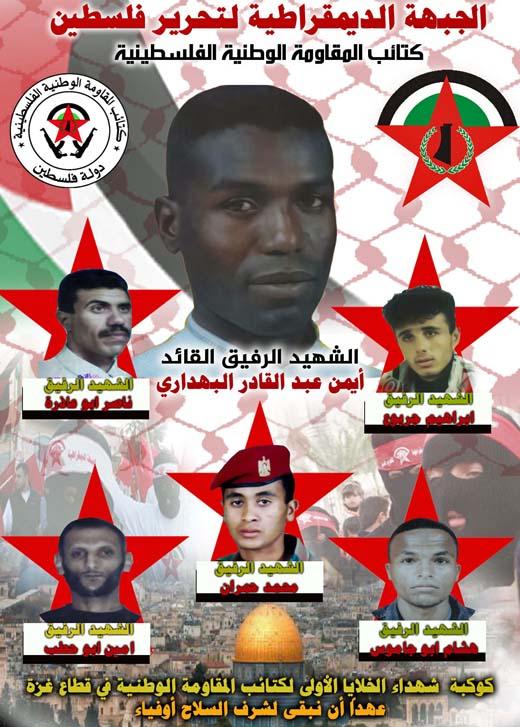 الجبهة الديمقراطية لتحرير فلسطين
كتائب المقاومة الوطنية الفلسطينية
كتائب المقاومة الوطنية الفلسطينية
دولة فلسطين
الشهيد الرفيق القائد
أيمن عبد القادر البهداري
الشهيد الرفيق
ناصر ابو عاذرة
الشهيد الرفيق
ابراهيم جربوع
الشهيد الرفيق
محمد حمران
الشهيد الرفيق
امين ابو حطب
الشهيد الرفيق
هشام ابو جاموس
كوكبة شهداء الخلايا الأولى لكتائب المقاومة الوطنية في قطاع غزة
عهداً أن نبقى لشرف السلاح أوفياء